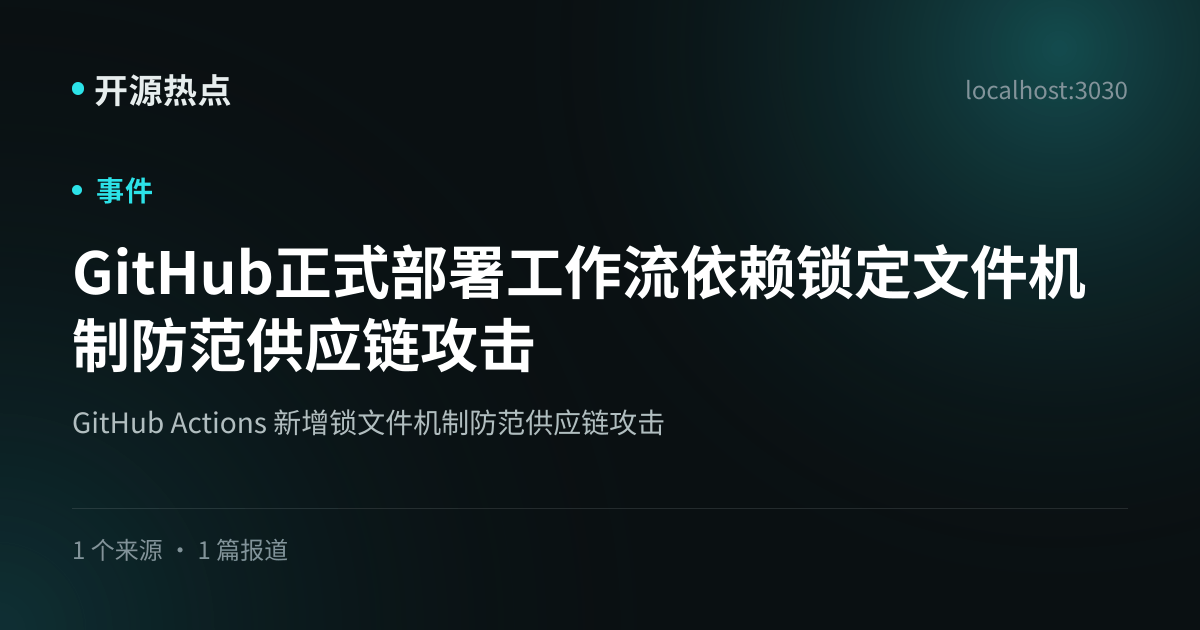 开源热点
localhost:3030
事件
GitHub正式部署工作流依赖锁定文件机
制防范供应链攻击
GitHub Actions 新增锁文件机制防范供应链攻击
1 个来源 · 1 篇报道